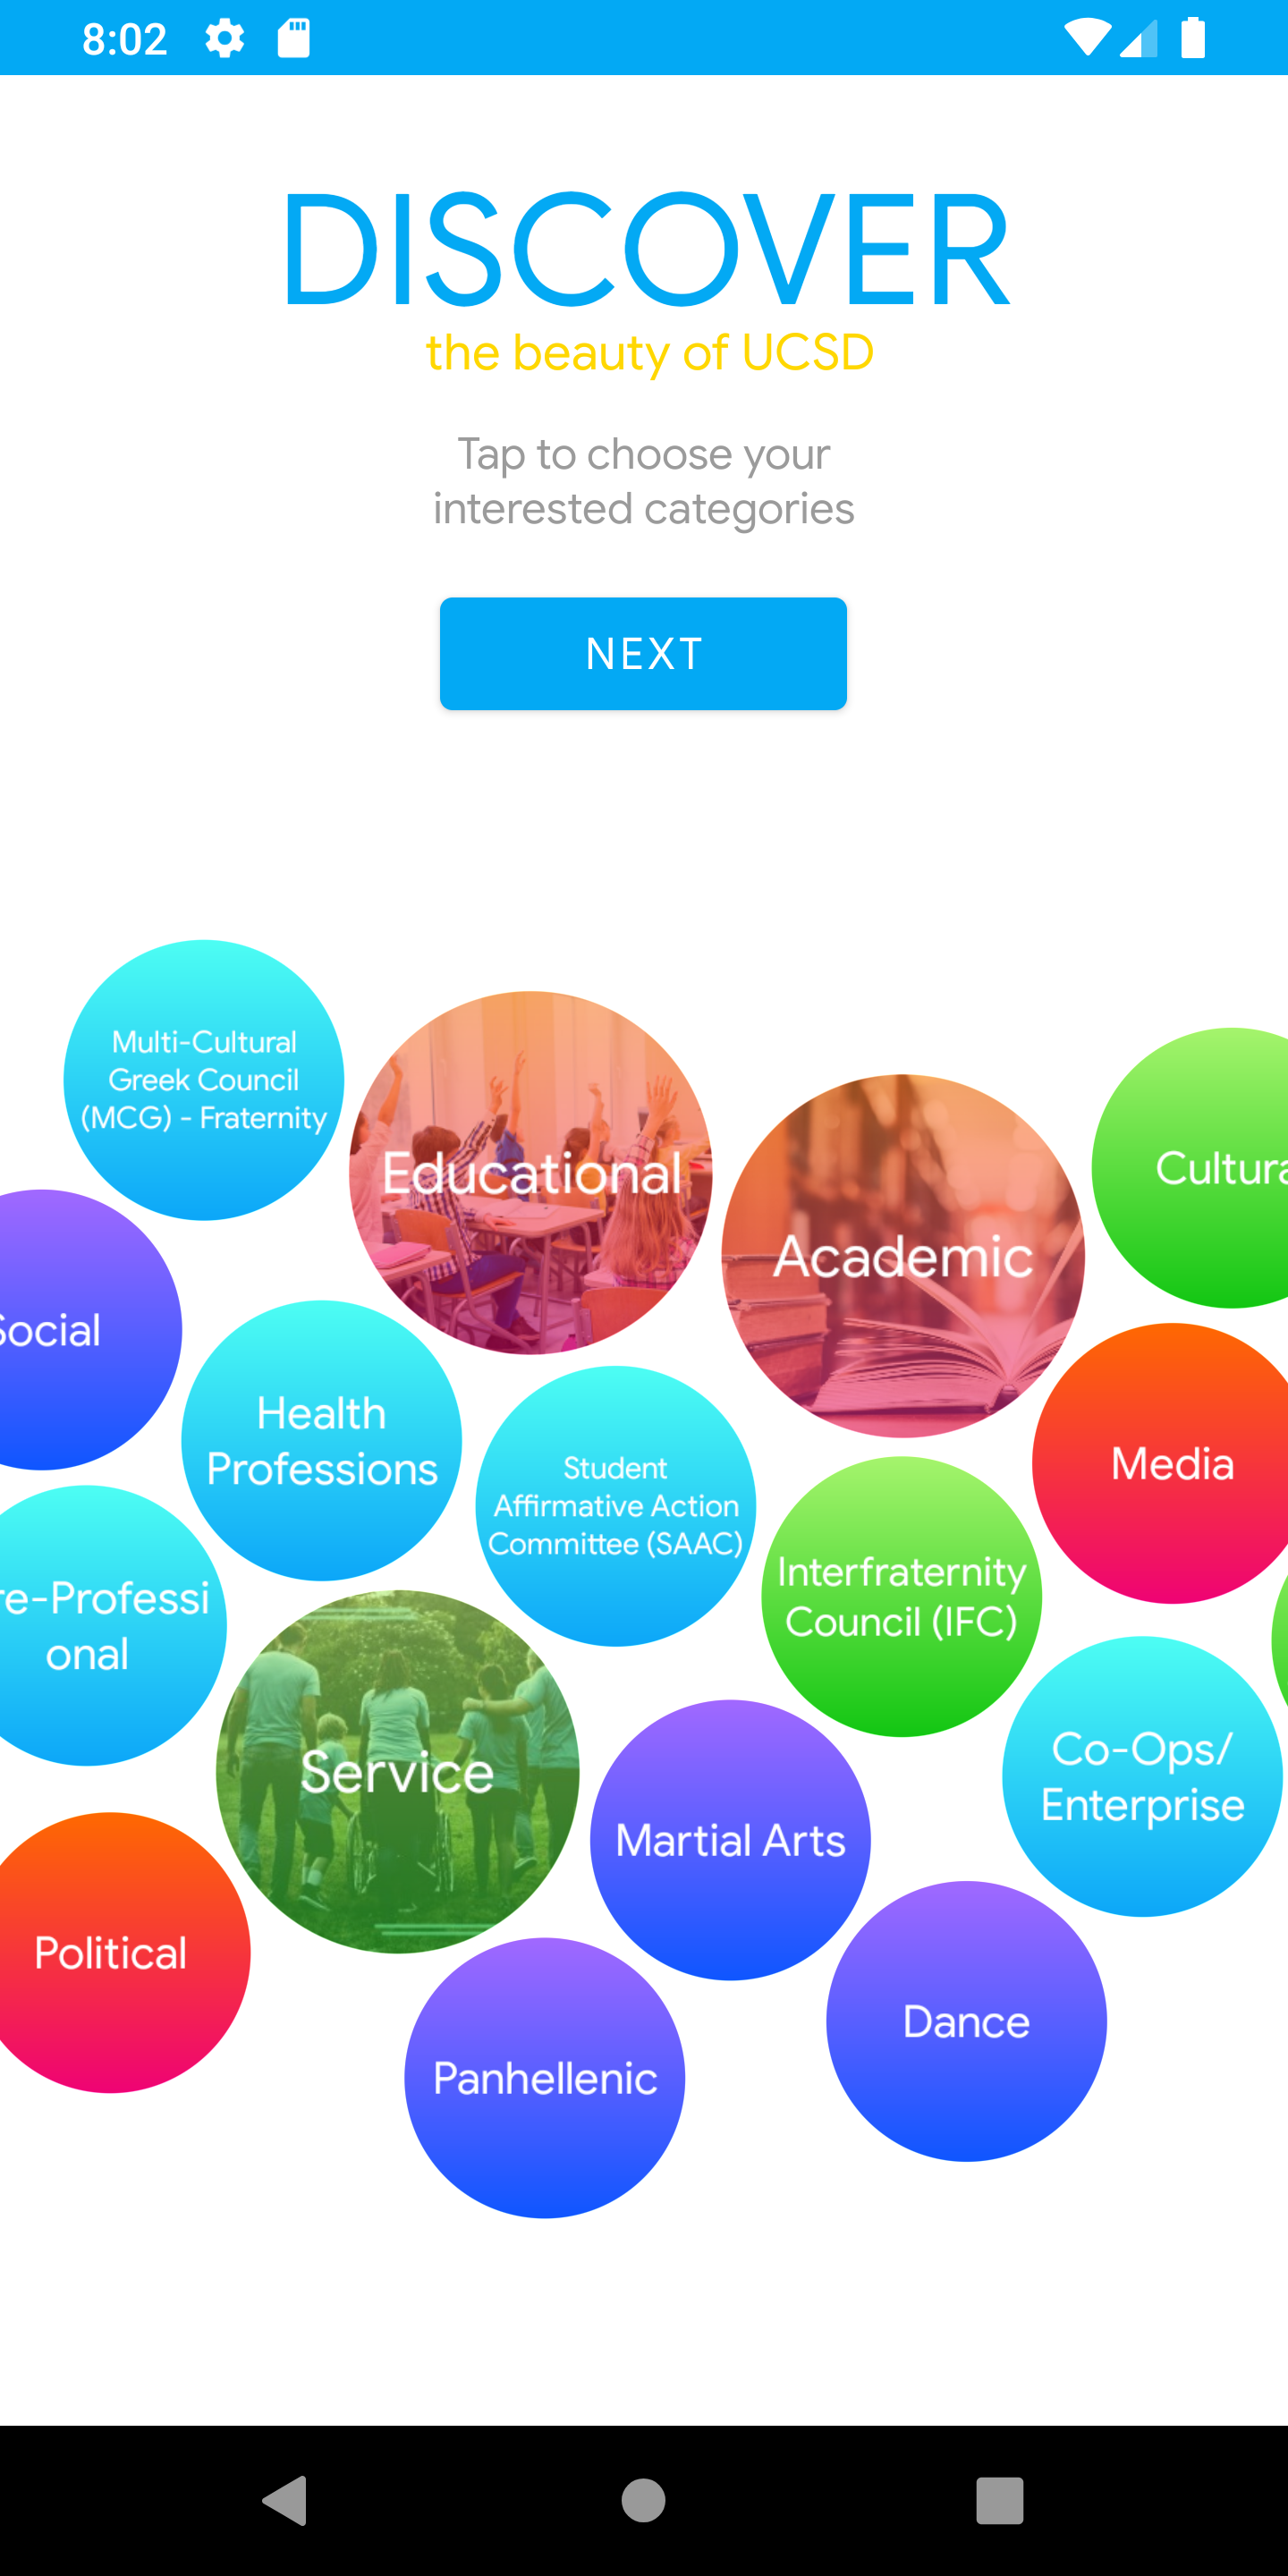 8:02
DISCOVER
the beauty of UCSD
Tap to choose your
interested categories
NEXT
Multi-Cultural
Greek Council
(MCG) - Fraternity
Educational
Academic
Cultura
Social
Health
Professions
Student
Affirmative Action
Committee (SAAC)
Media
Interfraternity
Council (IFC)
re-Professi
onal
Service
Martial Arts
Co-Ops/
Enterprise
Political
Panhellenic
Dance